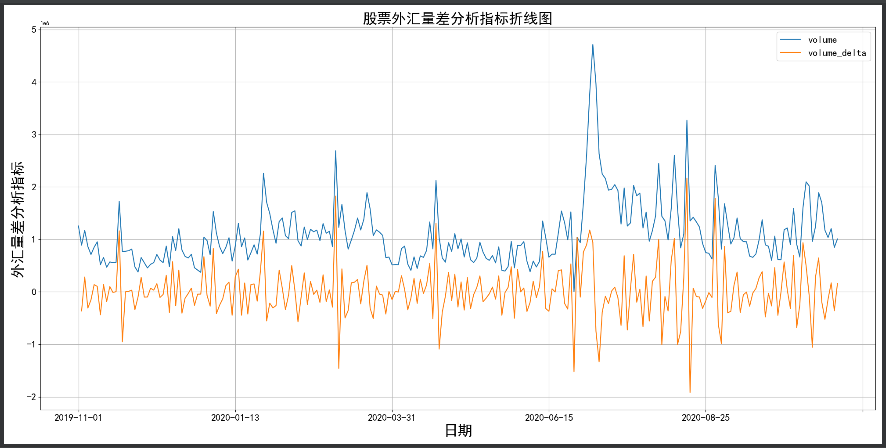 股票外汇量差分析指标折线图
1e6
5
4
3
2
1
0
-1
-2
外汇量差分析指标
volume
volume_delta
2019-11-01
2020-01-13
2020-03-31
2020-06-15
2020-08-25
日期